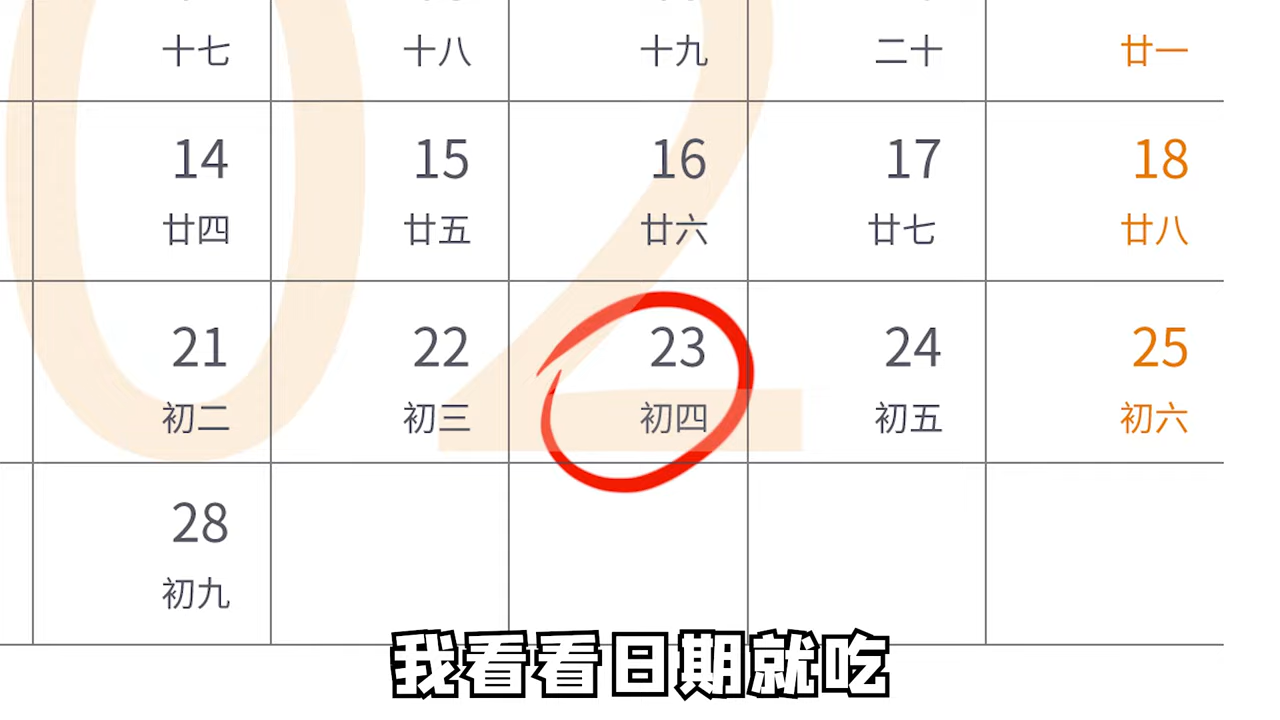 02
十七 十八 十九 二十 廿一
14 15 16 17 18
廿四 廿五 廿六 廿七 廿八
21 22 23 24 25
初二 初三 初四 初五 初六
28
初九
我看看日期就吃